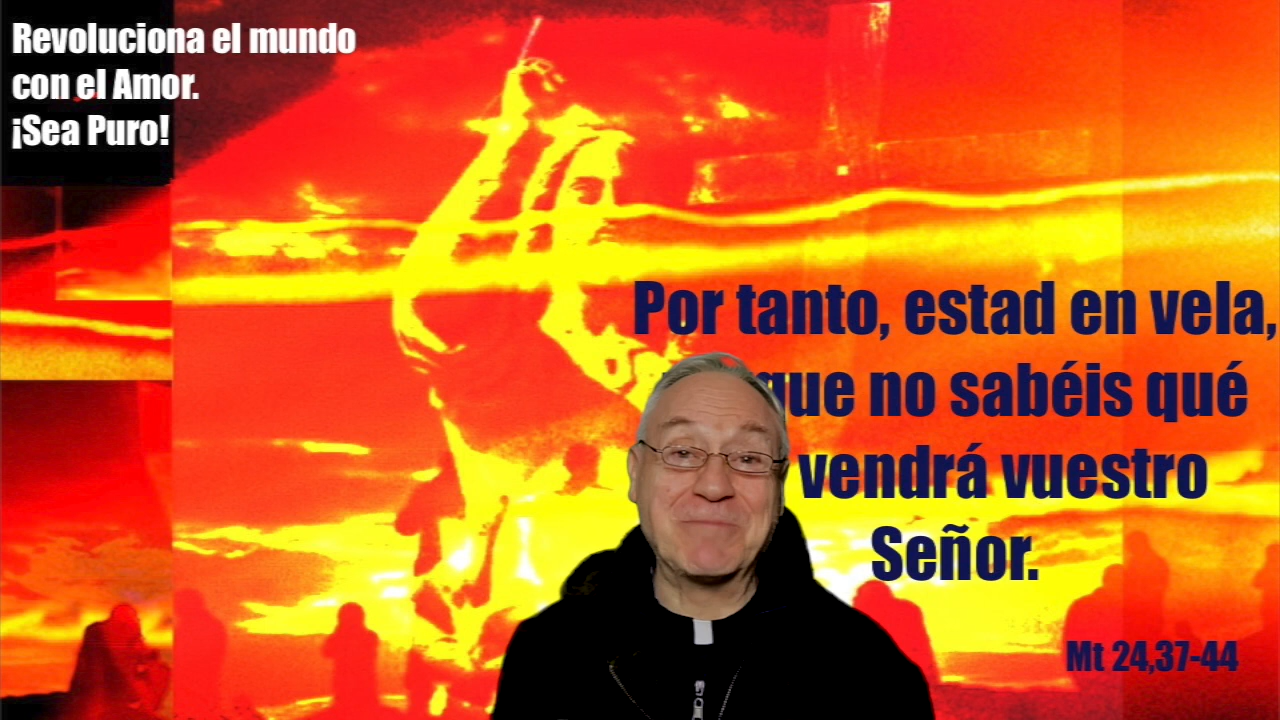 Revoluciona el mundo
con el Amor.
¡Sea Puro!
Por tanto, estad en vela,
que no sabéis qué
vendrá vuestro
Señor.
Mt 24,37-44